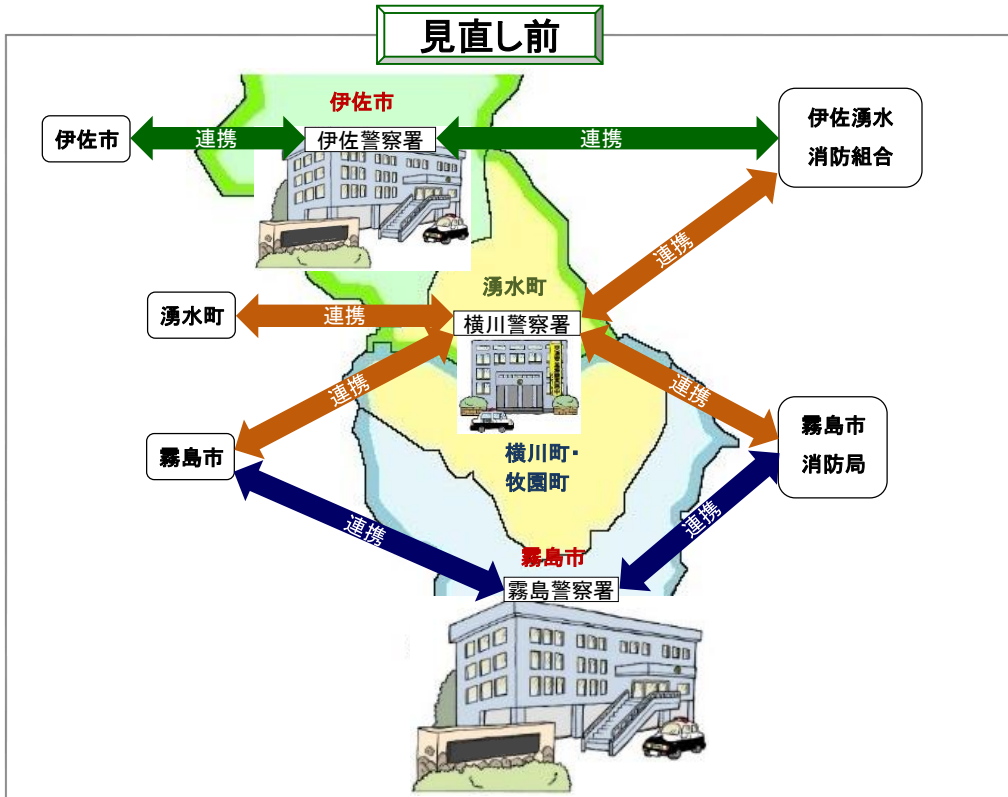 見直し前
伊佐市
伊佐市
連携
伊佐警察署
連携
伊佐湧水
消防組合
連携
湧水町
湧水町
連携
横川警察署
連携
連携
霧島市
横川町・
牧園町
霧島市
消防局
連携
連携
霧島市
霧島警察署